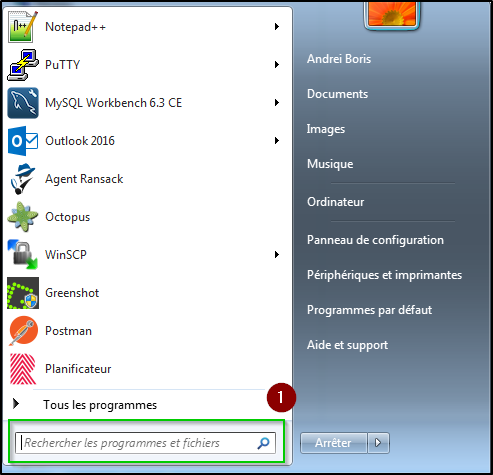 Notepad++
PuTTY
MySQL Workbench 6.3 CE
Outlook 2016
Agent Ransack
Octopus
WinSCP
Greenshot
Postman
Planificateur
Tous les programmes
1
Rechercher les programmes et fichiers
Andrei Boris
Documents
Images
Musique
Ordinateur
Panneau de configuration
Périphériques et imprimantes
Programmes par défaut
Aide et support
Arrêter